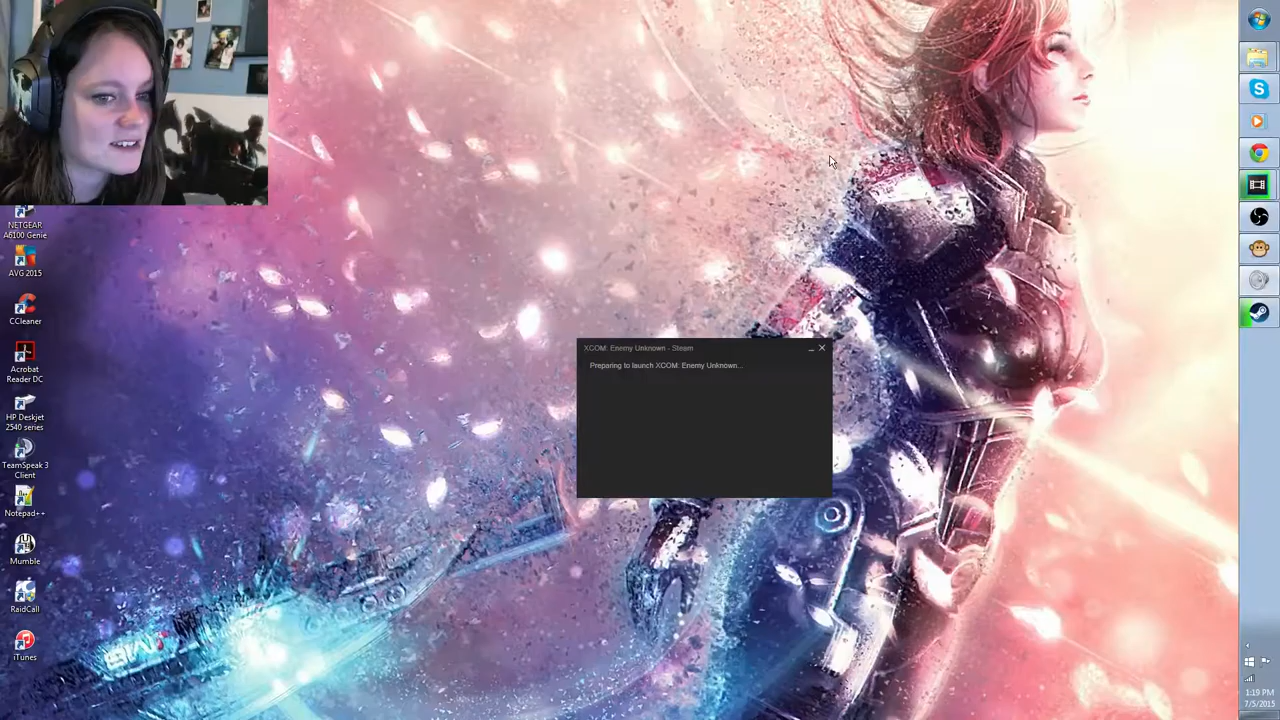 NETGEAR
A6100 Genie
AVG 2015
CCleaner
Acrobat
Reader DC
HP Deskjet
2540 series
TeamSpeak 3
Client
Notepad++
Mumble
RaidCall
iTunes
XCOM: Enemy Unknown - Steam
Preparing to launch XCOM: Enemy Unknown...
N7
1:19 PM
7/5/2015